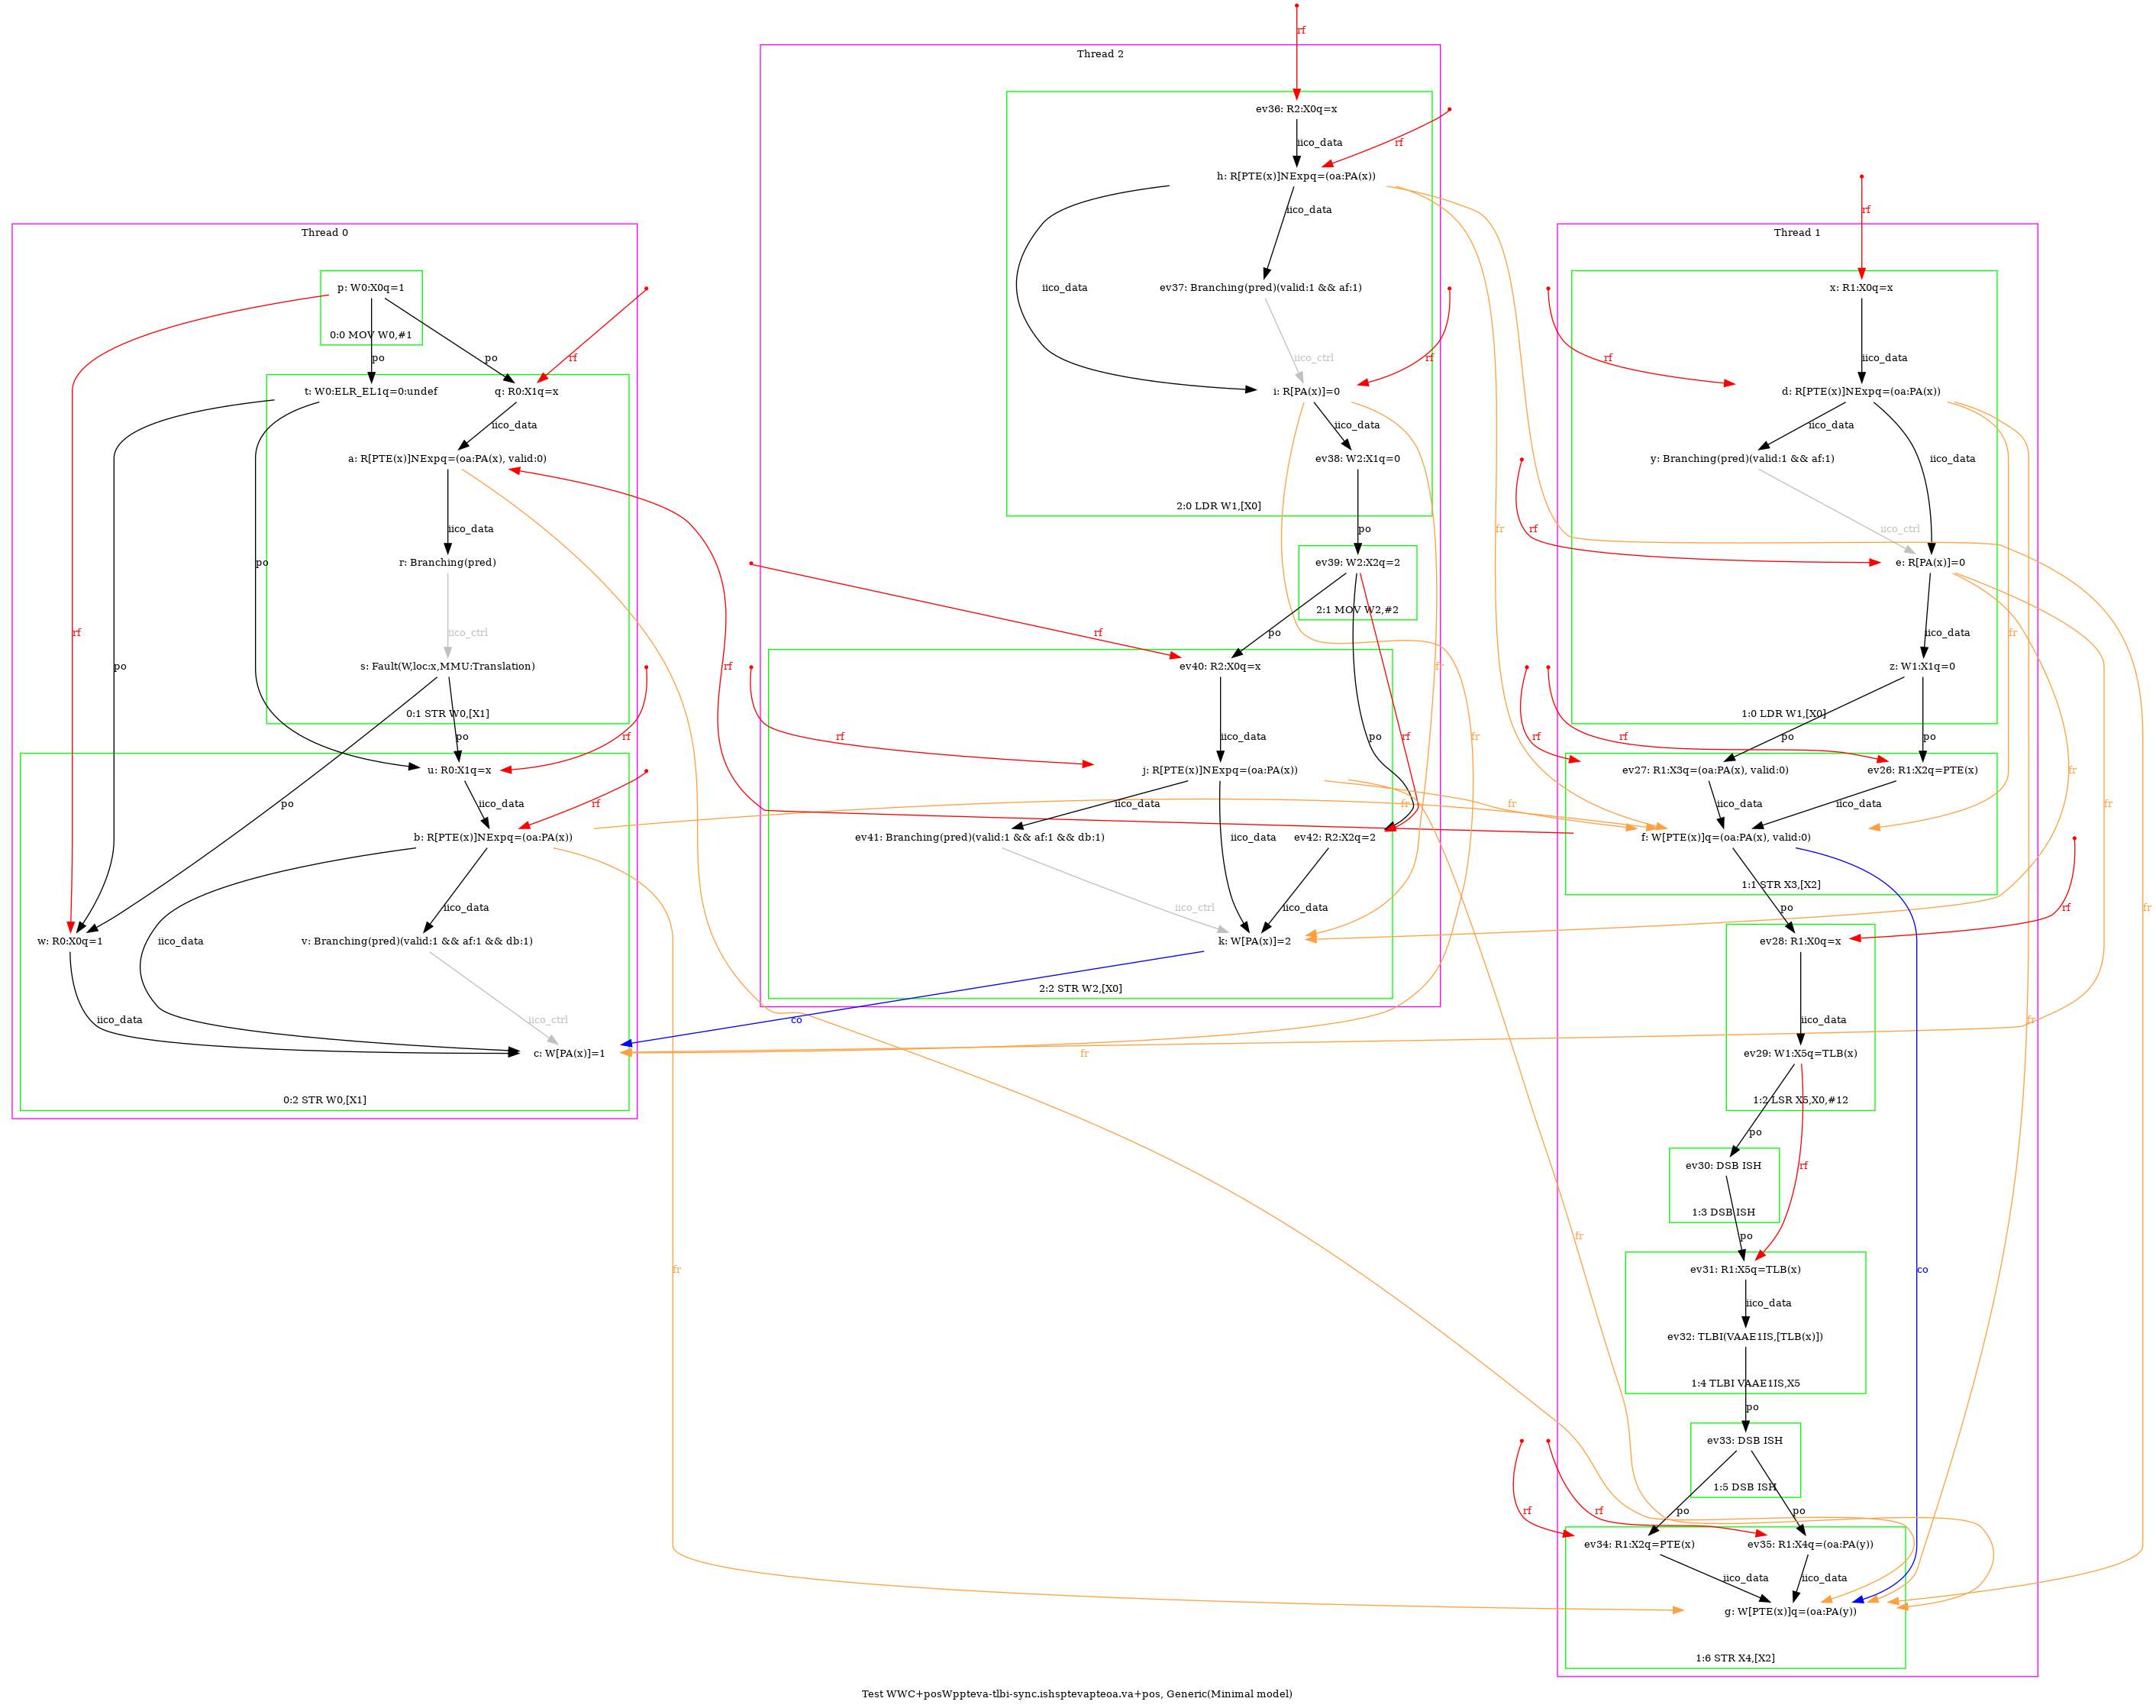 rf
Thread 2
ev36: R2:X0q=x
iico_data
rf
h: R[PTE(x)]NExpq=(oa:PA(x))
rf
Thread 0
Thread 1
iico_data
p: W0:X0q=1
iico_data
ev37: Branching(pred)(valid:1 && af:1)
x: R1:X0q=x
0:0 MOV W0,#1
po
po
rf
iico_ctrl
rf
rf
iico_data
t: W0:ELR_EL1q=0:undef
q: R0:X1q=x
i: R[PA(x)]=0
d: R[PTE(x)]NExpq=(oa:PA(x))
iico_data
iico_data
iico_data
a: R[PTE(x)]NExpq=(oa:PA(x), valid:0)
ev38: W2:X1q=0
y: Branching(pred)(valid:1 && af:1)
iico_data
2:0 LDR W1,[X0]
iico_data
po
fr
rf
iico_ctrl
po
r: Branching(pred)
ev39: W2:X2q=2
e: R[PA(x)]=0
2:1 MOV W2,#2
rf
iico_ctrl
rf
po
iico_data
fr
po
s: Fault(W,loc:x,MMU:Translation)
rf
ev40: R2:X0q=x
fr
z: W1:X1q=0
0:1 STR W0,[X1]
1:0 LDR W1,[X0]
po
po
rf
rf
iico_data
fr
po
rf
rf
rf
po
po
u: R0:X1q=x
j: R[PTE(x)]NExpq=(oa:PA(x))
ev27: R1:X3q=(oa:PA(x), valid:0)
ev26: R1:X2q=PTE(x)
fr
iico_data
rf
iico_data
fr
fr
iico_data
iico_data
fr
b: R[PTE(x)]NExpq=(oa:PA(x))
ev41: Branching(pred)(valid:1 && af:1 && db:1)
iico_data
ev42: R2:X2q=2
f: W[PTE(x)]q=(oa:PA(x), valid:0)
1:1 STR X3,[X2]
iico_data
iico_ctrl
iico_data
po
rf
fr
w: R0:X0q=1
iico_data
v: Branching(pred)(valid:1 && af:1 && db:1)
k: W[PA(x)]=2
ev28: R1:X0q=x
2:2 STR W2,[X0]
iico_data
iico_ctrl
co
iico_data
fr
c: W[PA(x)]=1
fr
ev29: W1:X5q=TLB(x)
0:2 STR W0,[X1]
1:2 LSR X5,X0,#12
po
ev30: DSB ISH
rf
1:3 DSB ISH
fr
po
fr
ev31: R1:X5q=TLB(x)
co
iico_data
ev32: TLBI(VAAE1IS,[TLB(x)])
1:4 TLBI VAAE1IS,X5
po
ev33: DSB ISH
1:5 DSB ISH
rf
rf
po
po
ev34: R1:X2q=PTE(x)
ev35: R1:X4q=(oa:PA(y))
iico_data
iico_data
g: W[PTE(x)]q=(oa:PA(y))
1:6 STR X4,[X2]
Test WWC+posWppteva-tlbi-sync.ishsptevapteoa.va+pos, Generic(Minimal model)